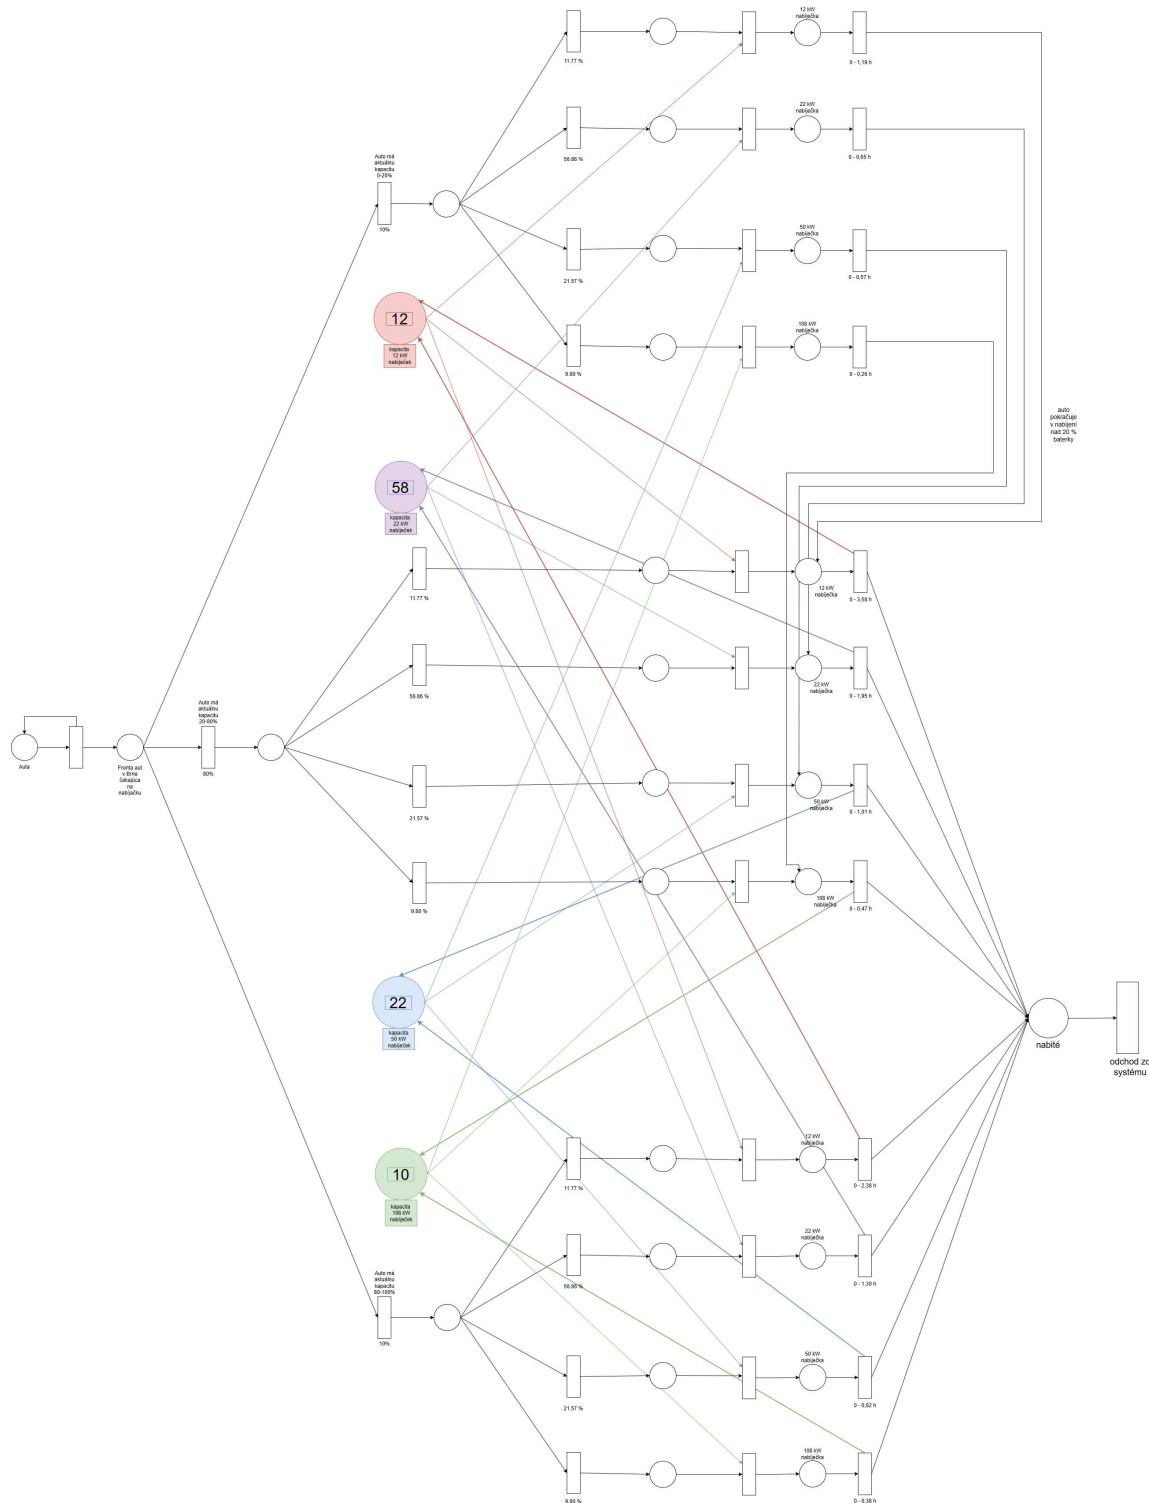 12 kW
nabíječka
11.77 %
0 - 1,19 h
22 kW
nabíječka
56.86 %
0 - 0,65 h
Auto má
aktuálnu
kapacitu
0-20%
10%
50 kW
nabíječka
21.57 %
0 - 0,57 h
12
kapacita
12 kW
nabíječek
108 kW
nabíječka
9.80 %
0 - 0,26 h
auto
pokračuje
v nabíjení
nad 20 %
baterky
58
kapacita
22 kW
nabíječek
11.77 %
12 kW
nabíječka
0 - 3,58 h
56.86 %
22 kW
nabíječka
0 - 1,95 h
Autá
Fronta aut
v Brne
čakajúca
na
nabíjačku
Auto má
aktuálnu
kapacitu
20-80%
80%
21.57 %
50 kW
nabíječka
0 - 1,01 h
9.80 %
108 kW
nabíječka
0 - 0,47 h
22
kapacita
50 kW
nabíječek
nabité
odchod zo
systému
10
kapacita
108 kW
nabíječek
12 kW
nabíječka
11.77 %
0 - 2,38 h
22 kW
nabíječka
56.86 %
0 - 1,30 h
Auto má
aktuálnu
kapacitu
80-100%
10%
50 kW
nabíječka
21.57 %
0 - 0,82 h
108 kW
nabíječka
9.80 %
0 - 0,38 h